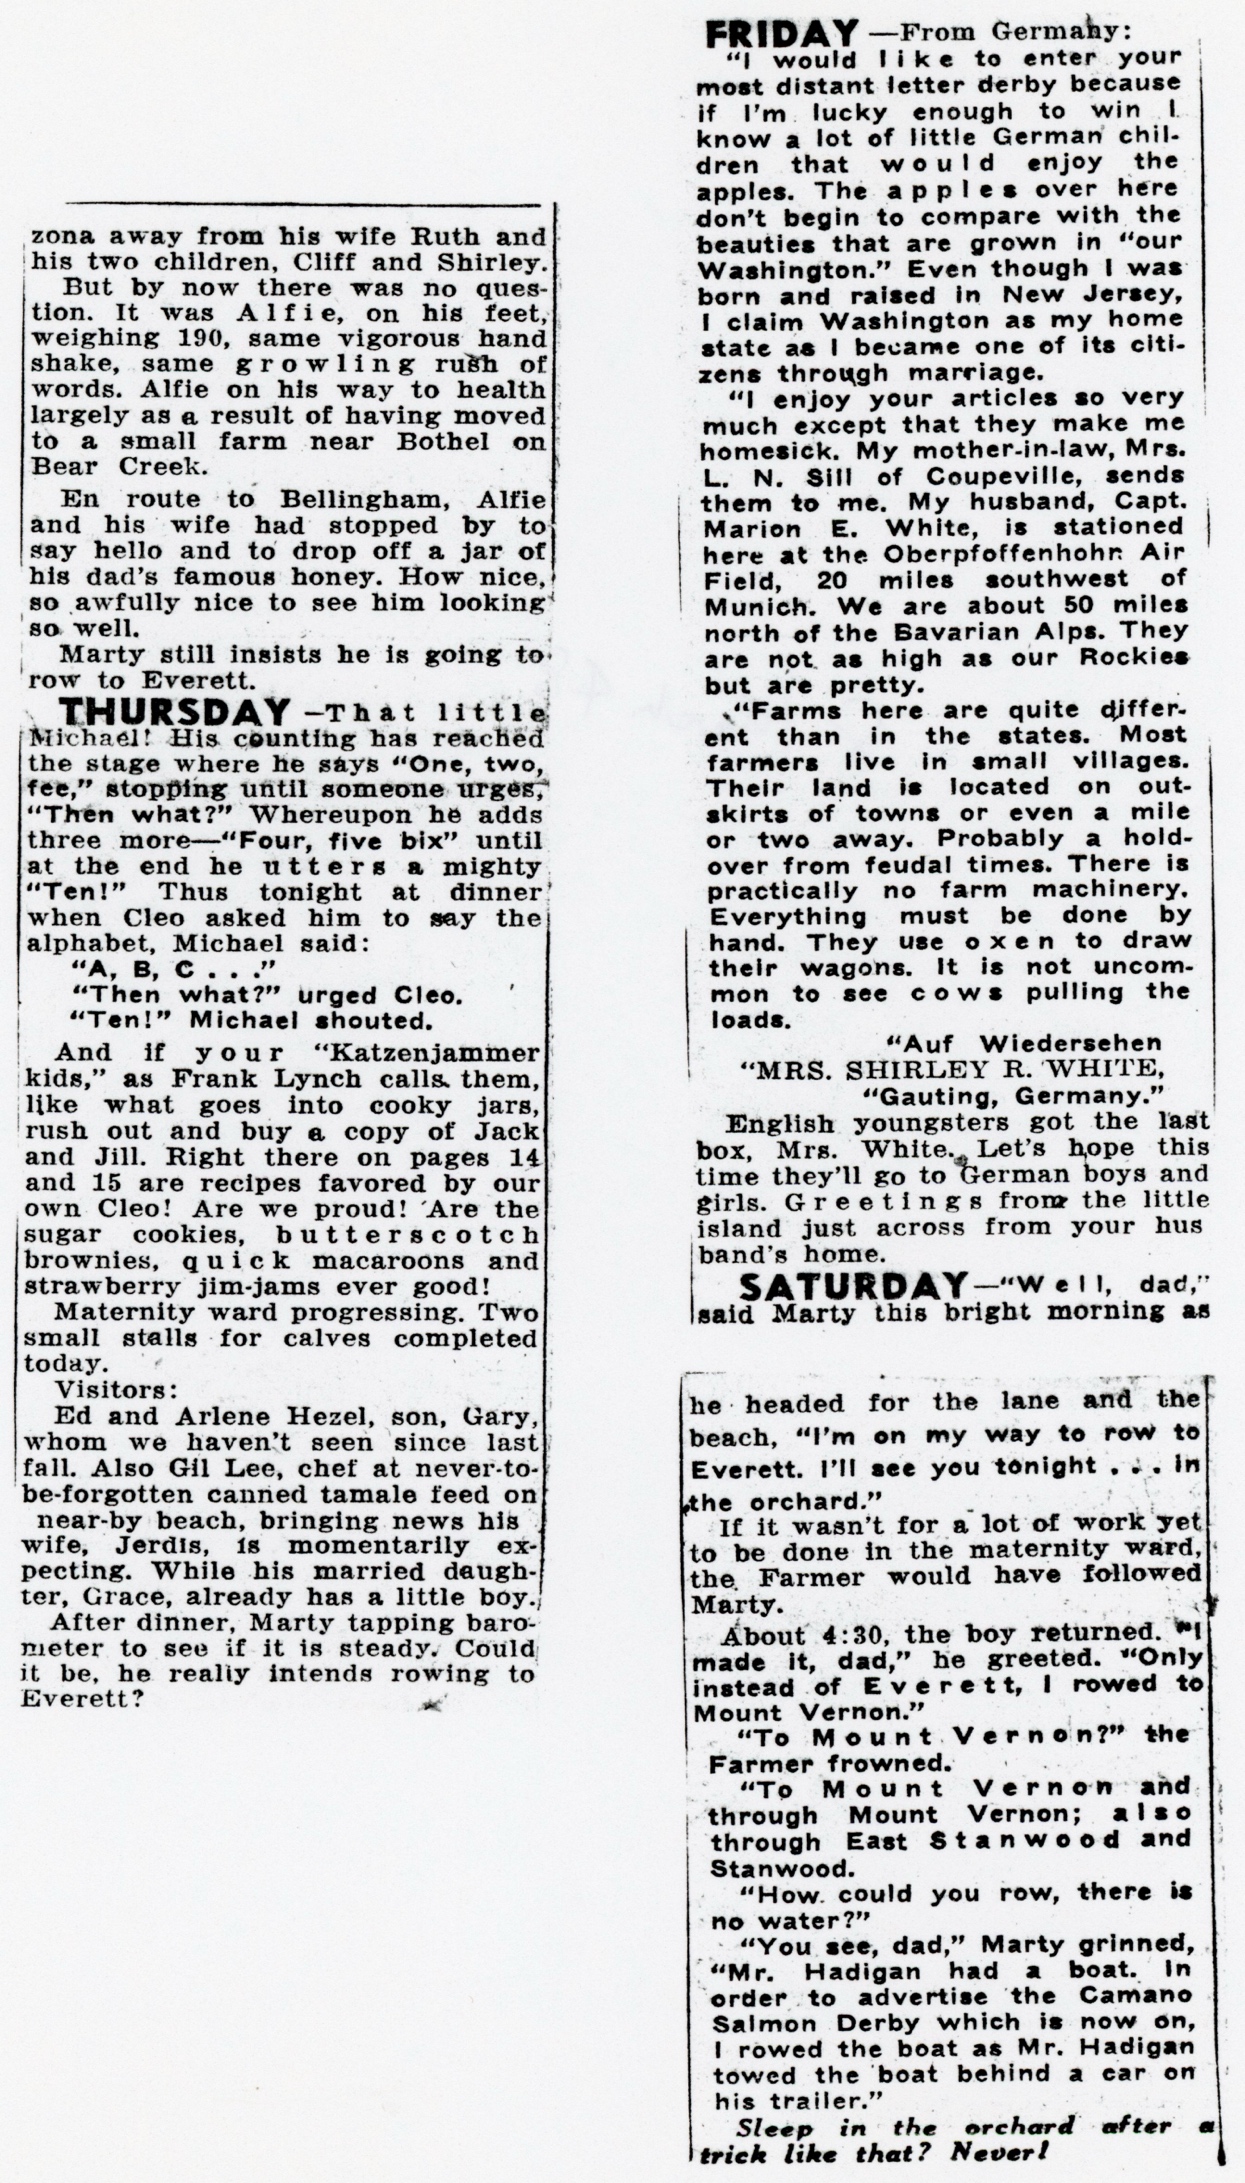 zona away from his wife Ruth and
his two children, Cliff and Shirley.
But by now there was no ques-
tion. It was Alfie, on his feet,
weighing 190, same vigorous hand
shake, same growling rush of
words. Alfie on his way to health
largely as a result of having moved
to a small farm near Bothel on
Bear Creek.
En route to Bellingham, Alfie
and his wife had stopped by to
say hello and to drop off a jar of
his dad's famous honey. How nice,
so awfully nice to see him looking
so well.
Marty still insists he is going to
row to Everett.
THURSDAY –That little
Michael! His counting has reached
the stage where he says "One, two,
fee," stopping until someone urges,
"Then what?" Whereupon he adds
three more—"Four, five bix" until
at the end he utters a mighty
"Ten!" Thus tonight at dinner
when Cleo asked him to say the
alphabet, Michael said:
"A, B, C . . ."
"Then what?" urged Cleo.
"Ten!" Michael shouted.
And if your "Katzenjammer
kids," as Frank Lynch calls them,
like what goes into cooky jars,
rush out and buy a copy of Jack
and Jill. Right there on pages 14
and 15 are recipes favored by our
own Cleo! Are we proud! Are the
sugar cookies, butterscotch
brownies, quick macaroons and
strawberry jim-jams ever good!
Maternity ward progressing. Two
small stalls for calves completed
today.
Visitors:
Ed and Arlene Hezel, son, Gary,
whom we haven't seen since last
fall. Also Gil Lee, chef at never-to-
be-forgotten canned tamale feed on
near-by beach, bringing news his
wife, Jerdis, is momentarily ex-
pecting. While his married daugh-
ter, Grace, already has a little boy.
After dinner, Marty tapping baro-
meter to see if it is steady. Could
it be, he really intends rowing to
Everett?
FRIDAY —From Germany:
"I would like to enter your
most distant letter derby because
if I'm lucky enough to win I
know a lot of little German chil-
dren that would enjoy the
apples. The apples over here
don't begin to compare with the
beauties that are grown in "our
Washington." Even though I was
born and raised in New Jersey,
I claim Washington as my home
state as I became one of its citi-
zens through marriage.
"I enjoy your articles so very
much except that they make me
homesick. My mother-in-law, Mrs.
L. N. Sill of Coupeville, sends
them to me. My husband, Capt.
Marion E. White, is stationed
here at the Oberpfoffenhohn Air
Field, 20 miles southwest of
Munich. We are about 50 miles
north of the Bavarian Alps. They
are not as high as our Rockies
but are pretty.
"Farms here are quite differ-
ent than in the states. Most
farmers live in small villages.
Their land is located on out-
skirts of towns or even a mile
or two away. Probably a hold-
over from feudal times. There is
practically no farm machinery.
Everything must be done by
hand. They use oxen to draw
their wagons. It is not uncom-
mon to see cows pulling the
loads.
"Auf Wiedersehen
"MRS. SHIRLEY R. WHITE,
"Gauting, Germany."
English youngsters got the last
box, Mrs. White. Let's hope this
time they'll go to German boys and
girls. Greetings from the little
island just across from your hus
band's home.
SATURDAY—"Well, dad,"
said Marty this bright morning as
he headed for the lane and the
beach, "I'm on my way to row to
Everett. I'll see you tonight . . . in
the orchard."
If it wasn't for a lot of work yet
to be done in the maternity ward,
the Farmer would have followed
Marty.
About 4:30, the boy returned. "I
made it, dad," he greeted. "Only
instead of Everett, I rowed to
Mount Vernon."
"To Mount Vernon?" the
Farmer frowned.
"To Mount Vernon and
through Mount Vernon; also
through East Stanwood and
Stanwood.
"How could you row, there is
no water?"
"You see, dad," Marty grinned,
"Mr. Hadigan had a boat. In
order to advertise the Camano
Salmon Derby which is now on,
I rowed the boat as Mr. Hadigan
towed the boat behind a car on
his trailer."
Sleep in the orchard after a
trick like that? Never!